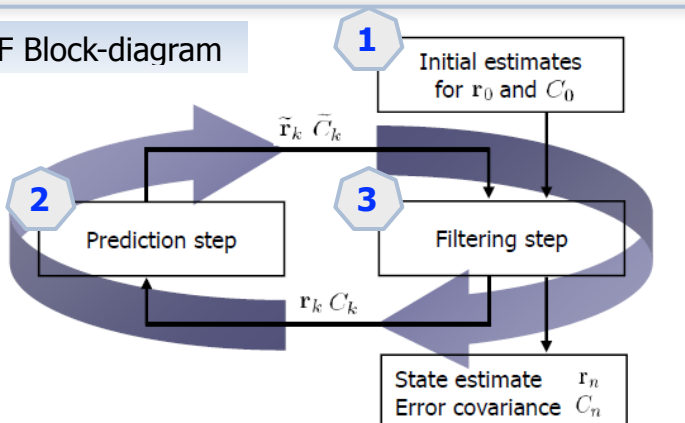 F Block-diagram
1
Initial estimates
for r₀ and C₀
r̃ₖ C̃ₖ
2
Prediction step
3
Filtering step
rₖ Cₖ
State estimate rₙ
Error covariance Cₙ